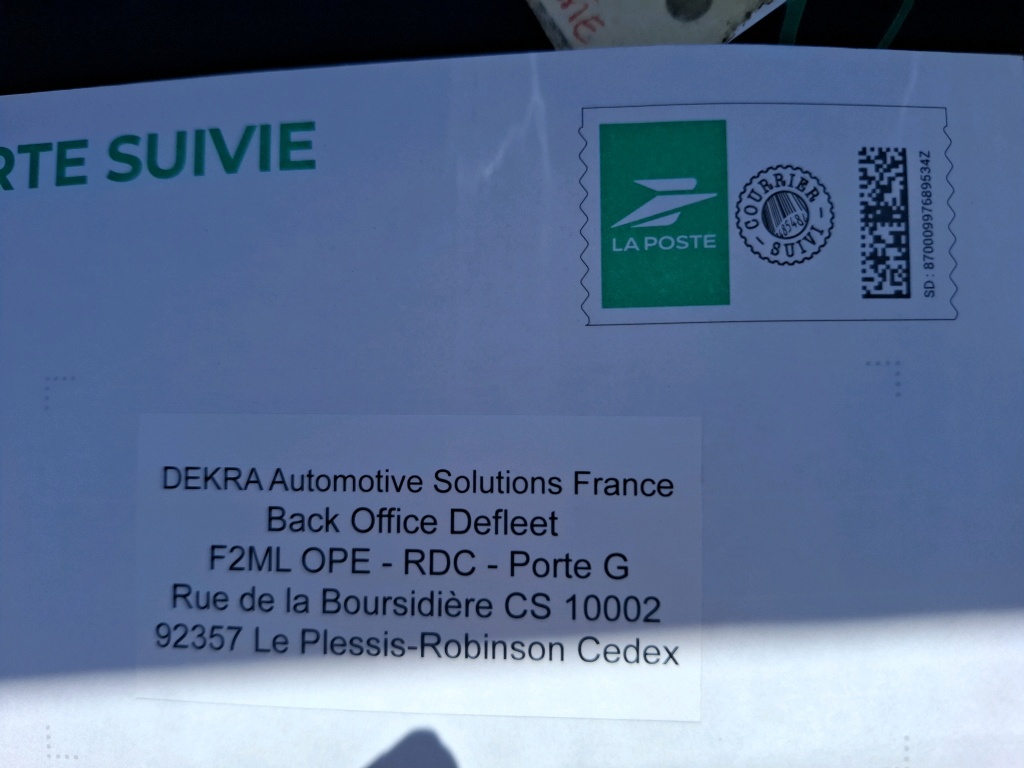 RTE SUIVIE
LA POSTE
COURRIER
SUIVI
SD : 87000997689534Z
DEKRA Automotive Solutions France
Back Office Defleet
F2ML OPE - RDC - Porte G
Rue de la Boursidière CS 10002
92357 Le Plessis-Robinson Cedex